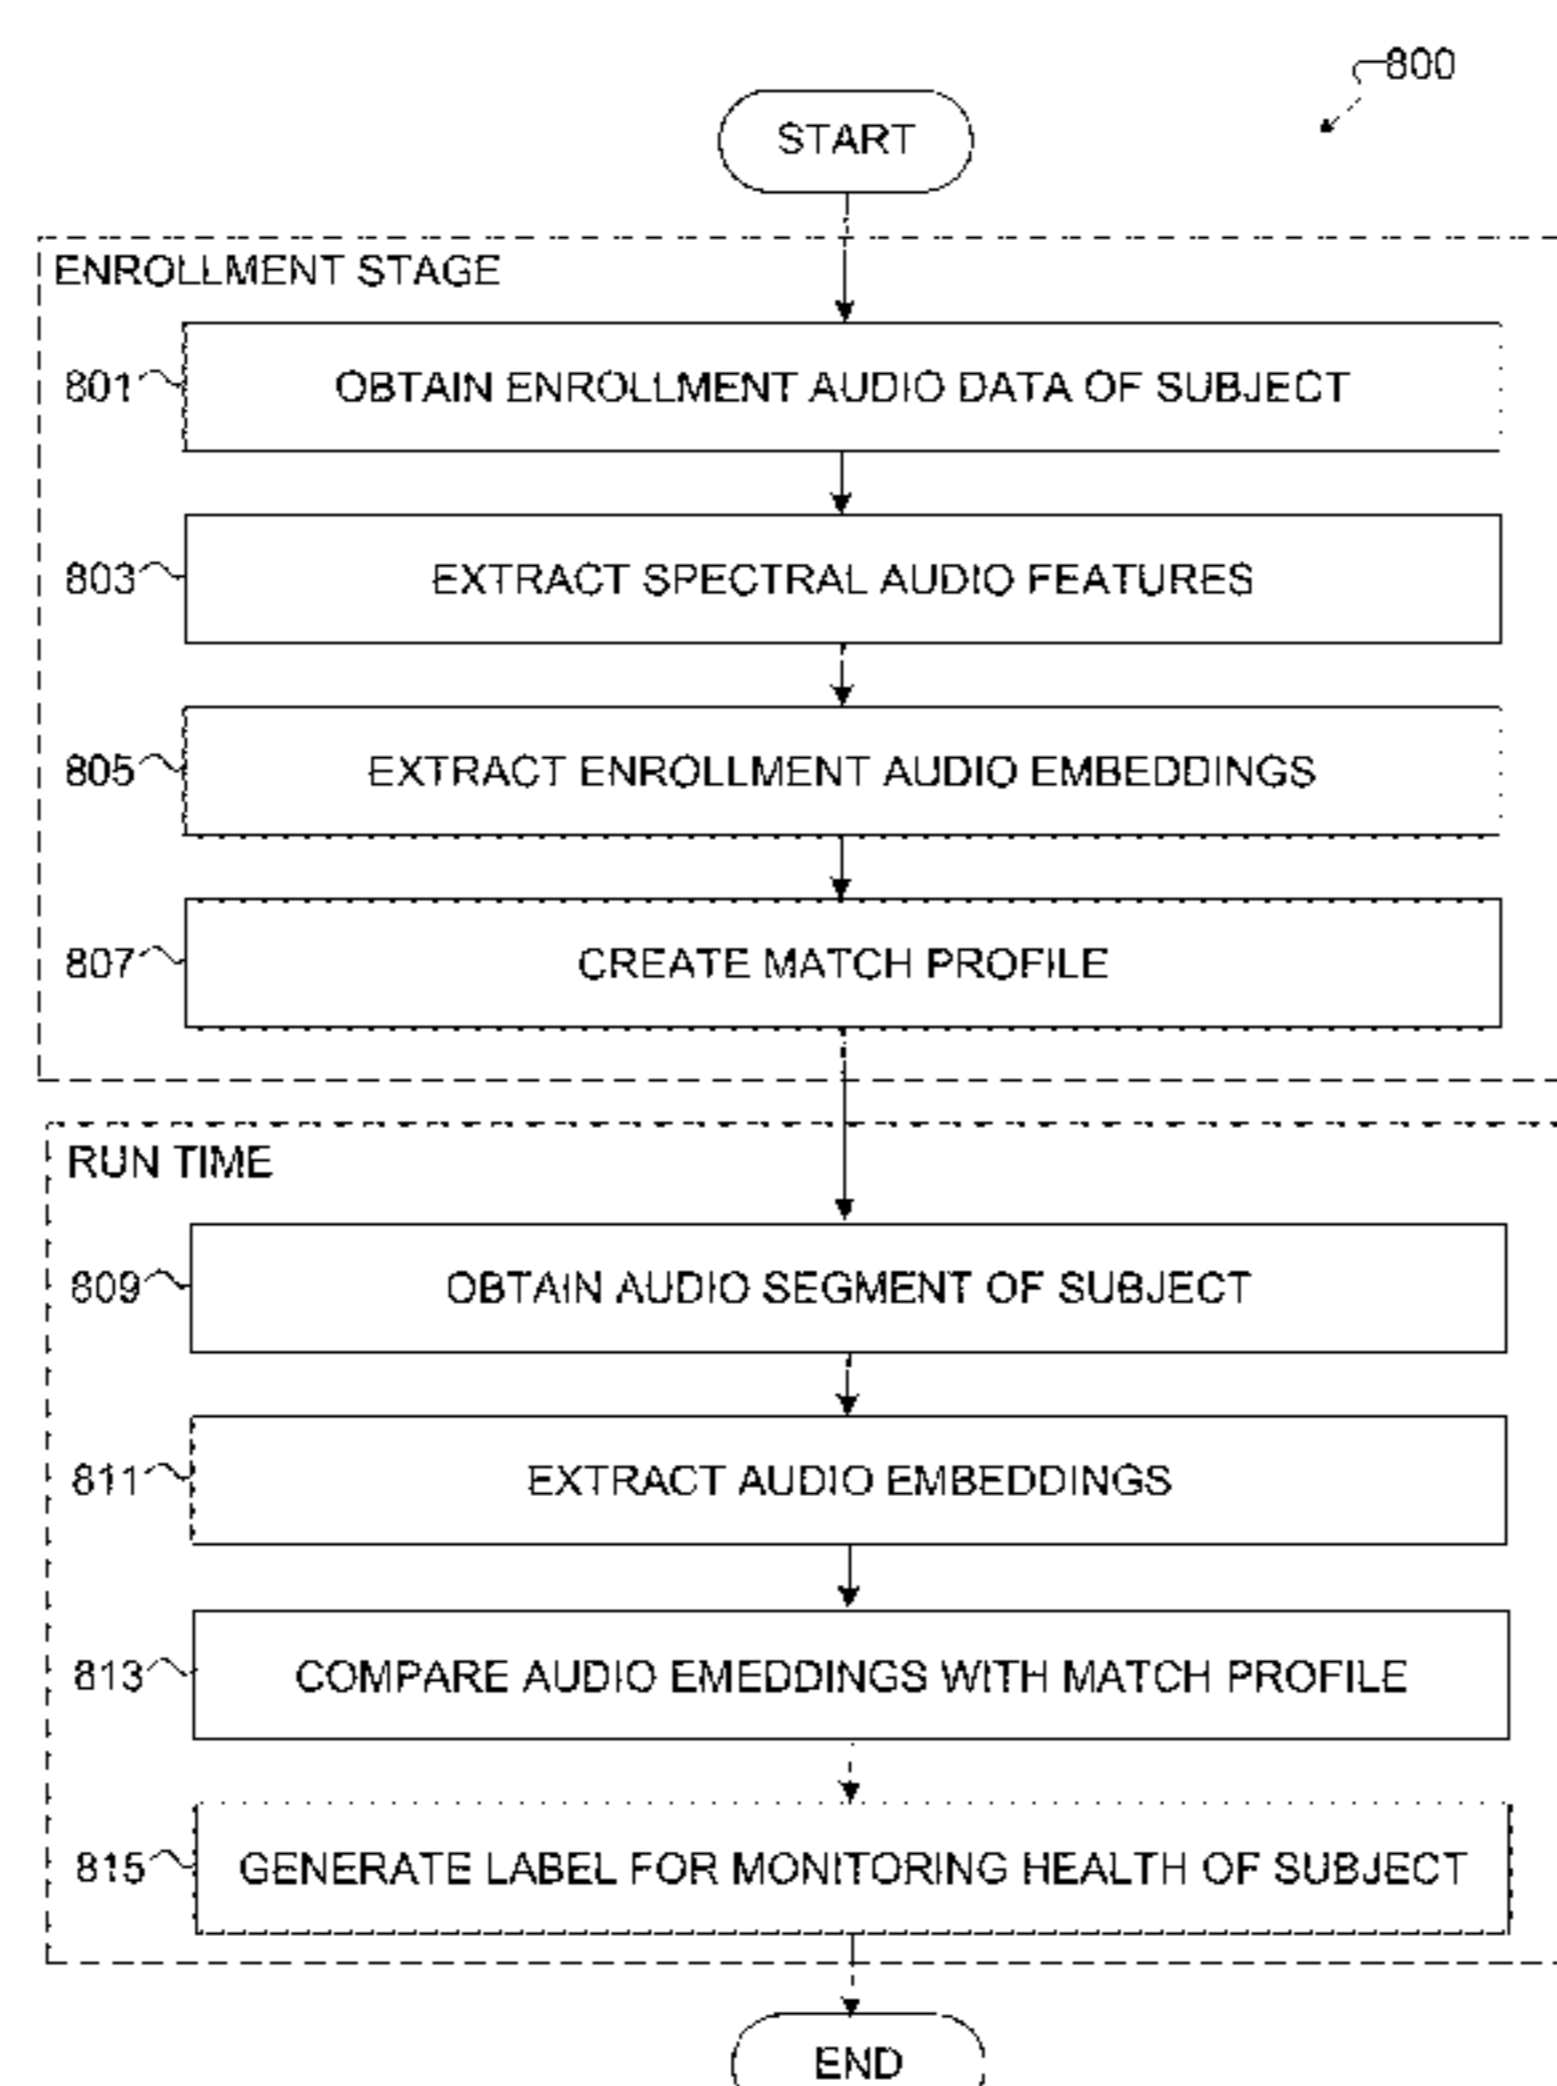 800
START
ENROLLMENT STAGE
801 OBTAIN ENROLLMENT AUDIO DATA OF SUBJECT
803 EXTRACT SPECTRAL AUDIO FEATURES
805 EXTRACT ENROLLMENT AUDIO EMBEDDINGS
807 CREATE MATCH PROFILE
RUN TIME
809 OBTAIN AUDIO SEGMENT OF SUBJECT
811 EXTRACT AUDIO EMBEDDINGS
813 COMPARE AUDIO EMEDDINGS WITH MATCH PROFILE
815 GENERATE LABEL FOR MONITORING HEALTH OF SUBJECT
END